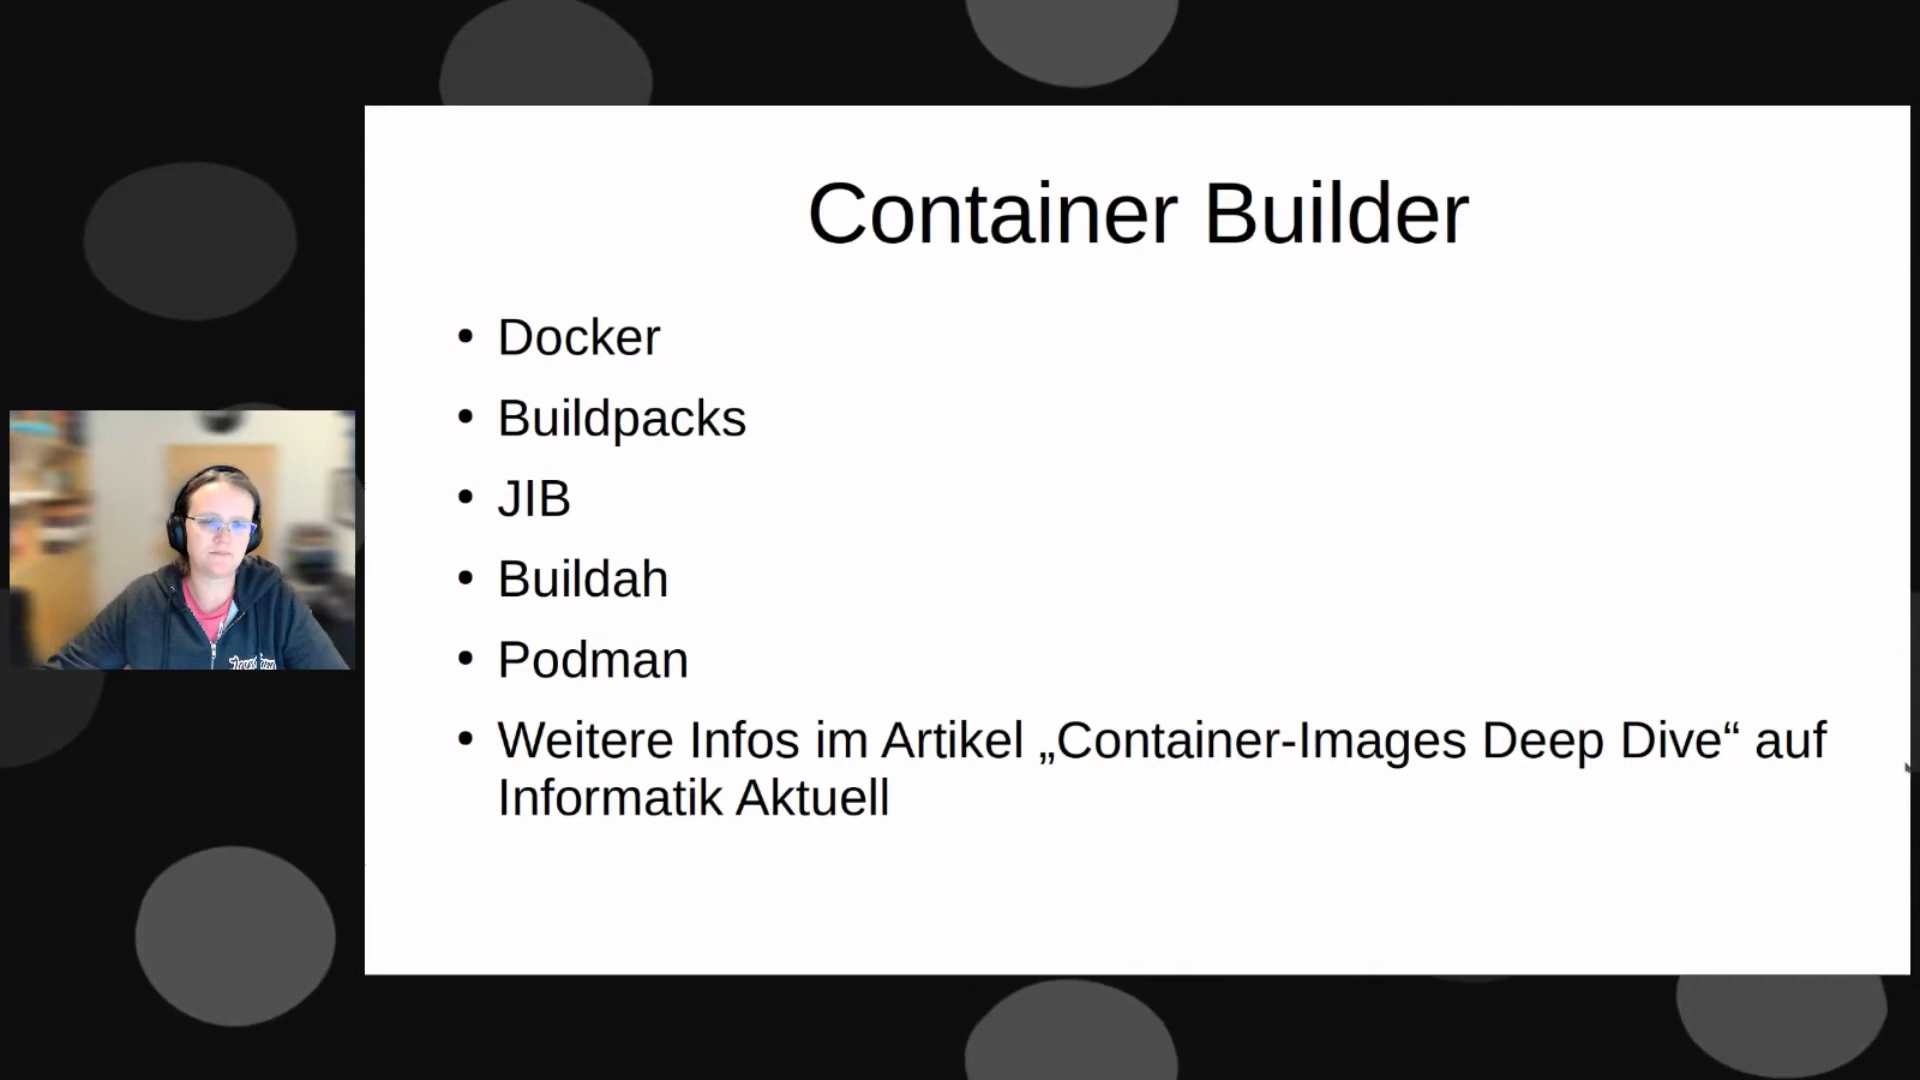 Container Builder
Docker
Buildpacks
JIB
Buildah
Podman
Weitere Infos im Artikel „Container-Images Deep Dive“ auf
Informatik Aktuell